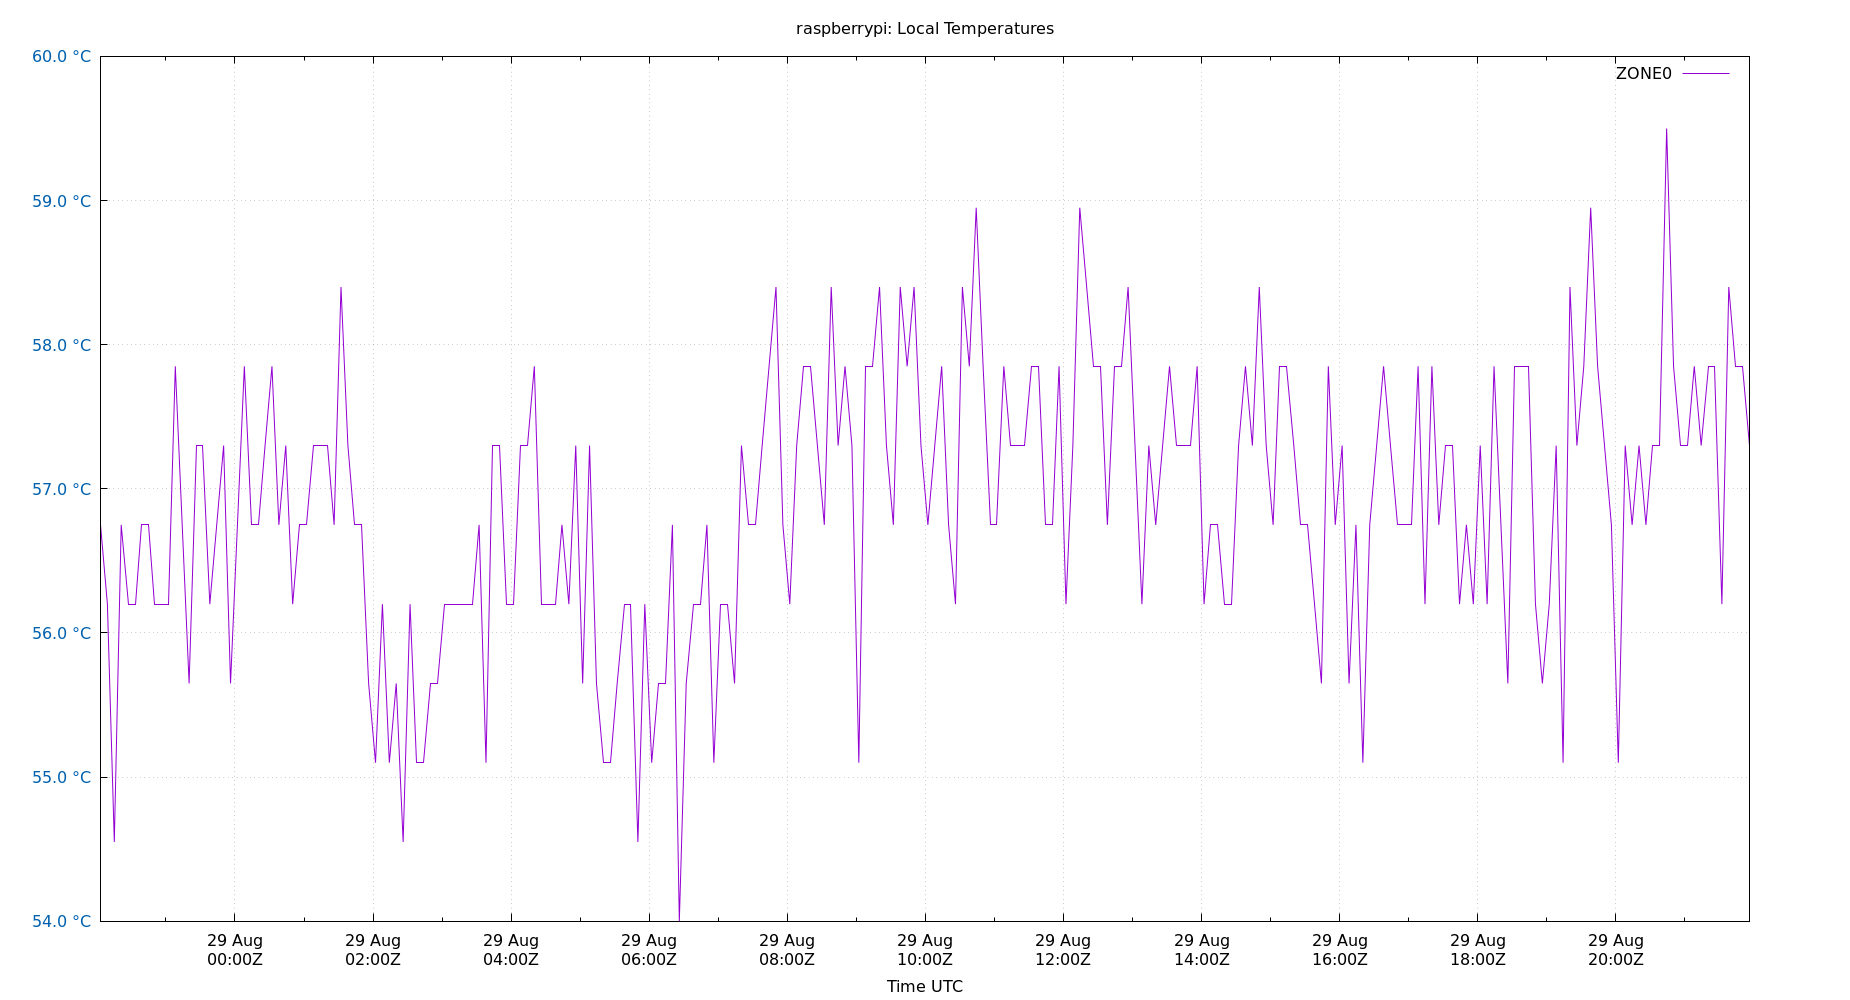 raspberrypi: Local Temperatures
60.0 °C
ZONE0
59.0 °C
58.0 °C
57.0 °C
56.0 °C
55.0 °C
54.0 °C
29 Aug 29 Aug 29 Aug 29 Aug 29 Aug 29 Aug 29 Aug 29 Aug 29 Aug 29 Aug 29 Aug
00:00Z 02:00Z 04:00Z 06:00Z 08:00Z 10:00Z 12:00Z 14:00Z 16:00Z 18:00Z 20:00Z
Time UTC